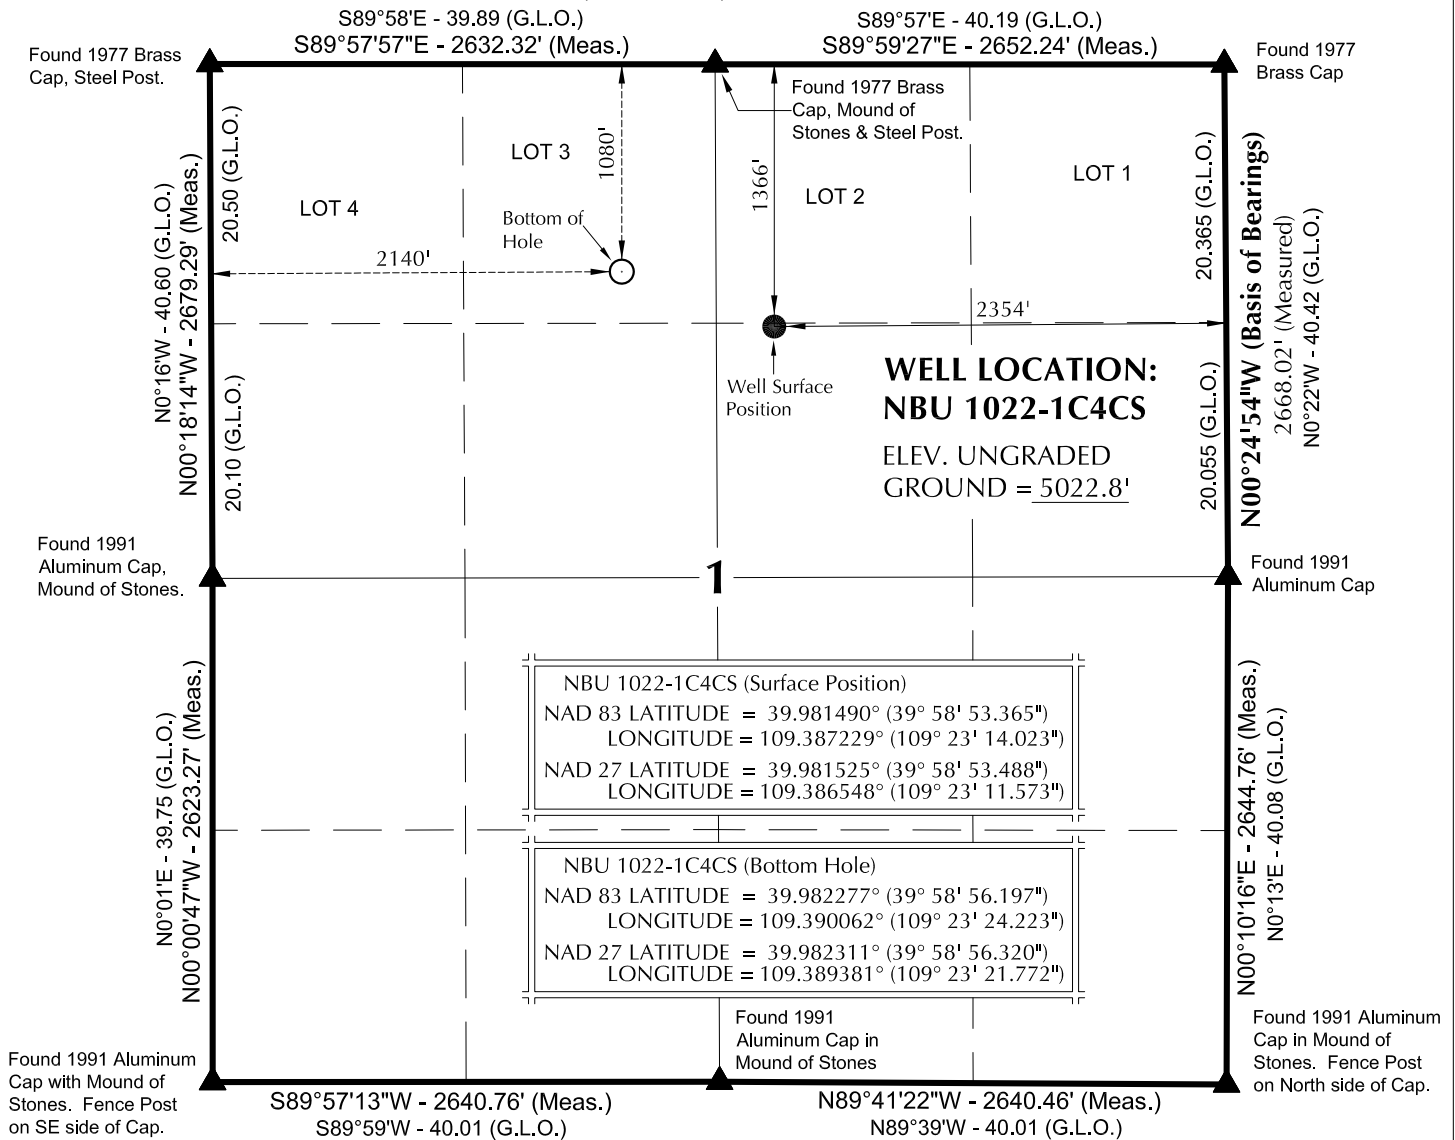 S89°58'E - 39.89 (G.L.O.)
S89°57'57"E - 2632.32' (Meas.)
S89°57'E - 40.19 (G.L.O.)
S89°59'27"E - 2652.24' (Meas.)
Found 1977 Brass
Cap, Steel Post.
Found 1977
Brass Cap
Found 1977 Brass
Cap, Mound of
Stones & Steel Post.
LOT 4
LOT 3
LOT 2
LOT 1
1080'
1366'
Bottom of
Hole
2140'
2354'
20.50 (G.L.O.)
N0°16'W - 40.60 (G.L.O.)
N00°18'14"W - 2679.29' (Meas.)
20.10 (G.L.O.)
20.365 (G.L.O.)
20.055 (G.L.O.)
N00°24'54"W (Basis of Bearings)
2668.02' (Measured)
N0°22'W - 40.42 (G.L.O.)
Well Surface
Position
WELL LOCATION:
NBU 1022-1C4CS
ELEV. UNGRADED
GROUND = 5022.8'
Found 1991
Aluminum Cap,
Mound of Stones.
1
Found 1991
Aluminum Cap
NBU 1022-1C4CS (Surface Position)
NAD 83 LATITUDE = 39.981490° (39° 58' 53.365")
LONGITUDE = 109.387229° (109° 23' 14.023")
NAD 27 LATITUDE = 39.981525° (39° 58' 53.488")
LONGITUDE = 109.386548° (109° 23' 11.573")
NBU 1022-1C4CS (Bottom Hole)
NAD 83 LATITUDE = 39.982277° (39° 58' 56.197")
LONGITUDE = 109.390062° (109° 23' 24.223")
NAD 27 LATITUDE = 39.982311° (39° 58' 56.320")
LONGITUDE = 109.389381° (109° 23' 21.772")
N0°01'E - 39.75 (G.L.O.)
N00°00'47"W - 2623.27' (Meas.)
N00°10'16"E - 2644.76' (Meas.)
N0°13'E - 40.08 (G.L.O.)
Found 1991 Aluminum
Cap with Mound of
Stones. Fence Post
on SE side of Cap.
Found 1991
Aluminum Cap in
Mound of Stones
Found 1991 Aluminum
Cap in Mound of
Stones. Fence Post
on North side of Cap.
S89°57'13"W - 2640.76' (Meas.)
S89°59'W - 40.01 (G.L.O.)
N89°41'22"W - 2640.46' (Meas.)
N89°39'W - 40.01 (G.L.O.)